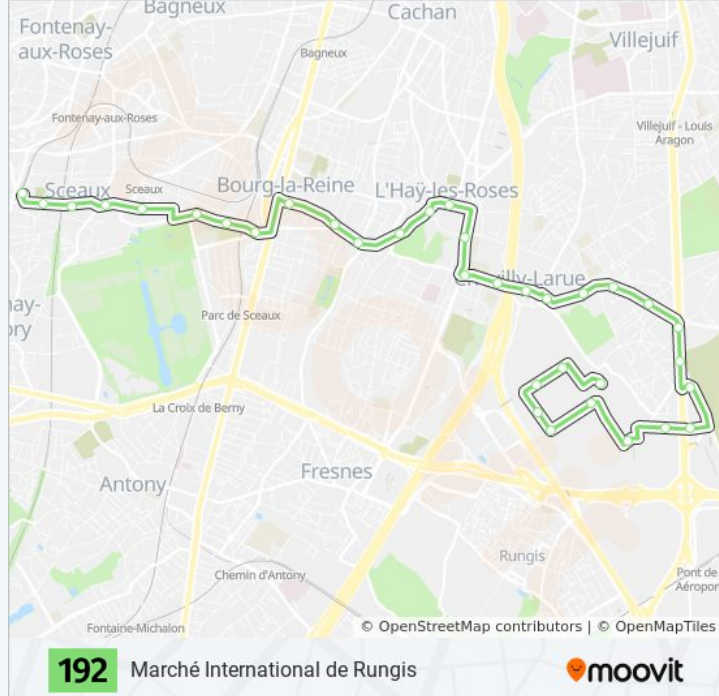 Bagneux
Cachan
Fontenay-
aux-Roses
Villejuif
Bagneux
Fontenay-aux-Roses
Villejuif - Louis
Aragon
Sceaux
Sceaux
Bourg-la-Reine
L'Haÿ-les-Roses
illy-Larue
nay-
ry
Parc de Sceaux
La Croix de Berny
Antony
Fresnes
Rungis
Chemin d'Antony
Pont de
Aéropor
Fontaine-Michalon
© OpenStreetMap contributors | © OpenMapTiles
192
Marché International de Rungis
moovit